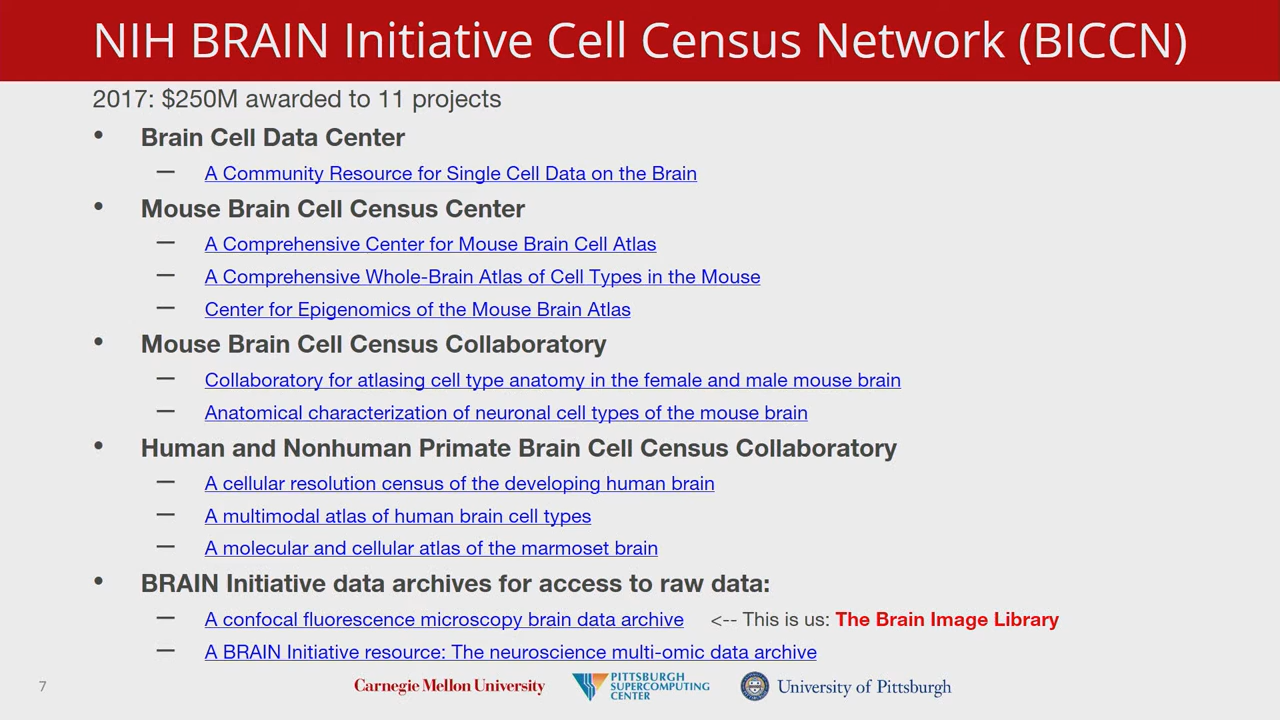 NIH BRAIN Initiative Cell Census Network (BICCN)
2017: $250M awarded to 11 projects
• Brain Cell Data Center
— A Community Resource for Single Cell Data on the Brain
• Mouse Brain Cell Census Center
— A Comprehensive Center for Mouse Brain Cell Atlas
— A Comprehensive Whole-Brain Atlas of Cell Types in the Mouse
— Center for Epigenomics of the Mouse Brain Atlas
• Mouse Brain Cell Census Collaboratory
— Collaboratory for atlasing cell type anatomy in the female and male mouse brain
— Anatomical characterization of neuronal cell types of the mouse brain
• Human and Nonhuman Primate Brain Cell Census Collaboratory
— A cellular resolution census of the developing human brain
— A multimodal atlas of human brain cell types
— A molecular and cellular atlas of the marmoset brain
• BRAIN Initiative data archives for access to raw data:
— A confocal fluorescence microscopy brain data archive <-- This is us: The Brain Image Library
— A BRAIN Initiative resource: The neuroscience multi-omic data archive
7
Carnegie Mellon University
PITTSBURGH
SUPERCOMPUTING
CENTER
University of Pittsburgh